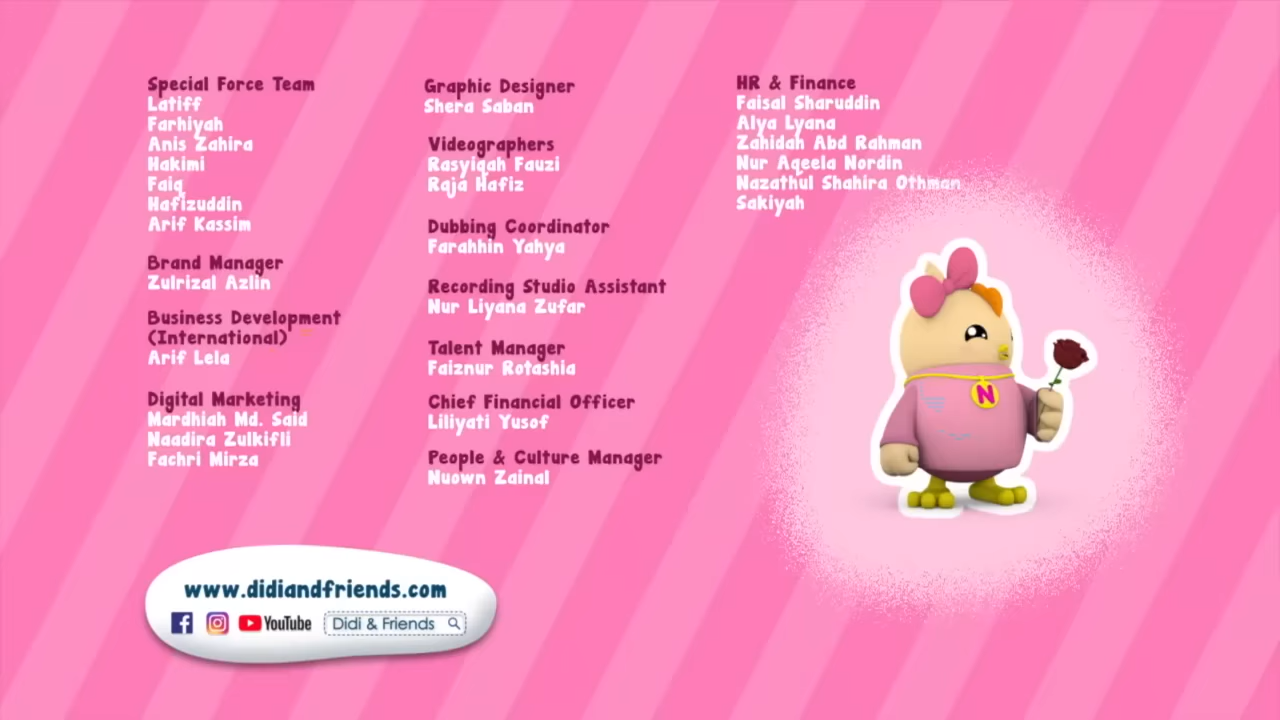 Special Force Team
Latiff
Farhiyah
Anis Zahira
Hakimi
Faiq
Hafizuddin
Arif Kassim
Brand Manager
Zulrizal Azlin
Business Development
(International)
Arif Lela
Digital Marketing
Mardhiah Md. Said
Naadira Zulkifli
Fachri Mirza
Graphic Designer
Shera Saban
Videographers
Rasyiqah Fauzi
Raja Hafiz
Dubbing Coordinator
Farahhin Yahya
Recording Studio Assistant
Nur Liyana Zufar
Talent Manager
Faiznur Rotashia
Chief Financial Officer
Liliyati Yusof
People & Culture Manager
Nuown Zainal
HR & Finance
Faisal Sharuddin
Alya Lyana
Zahidah Abd Rahman
Nur Aqeela Nordin
Nazathul Shahira Othman
Sakiyah
N
www.didiandfriends.com
YouTube
Didi & Friends